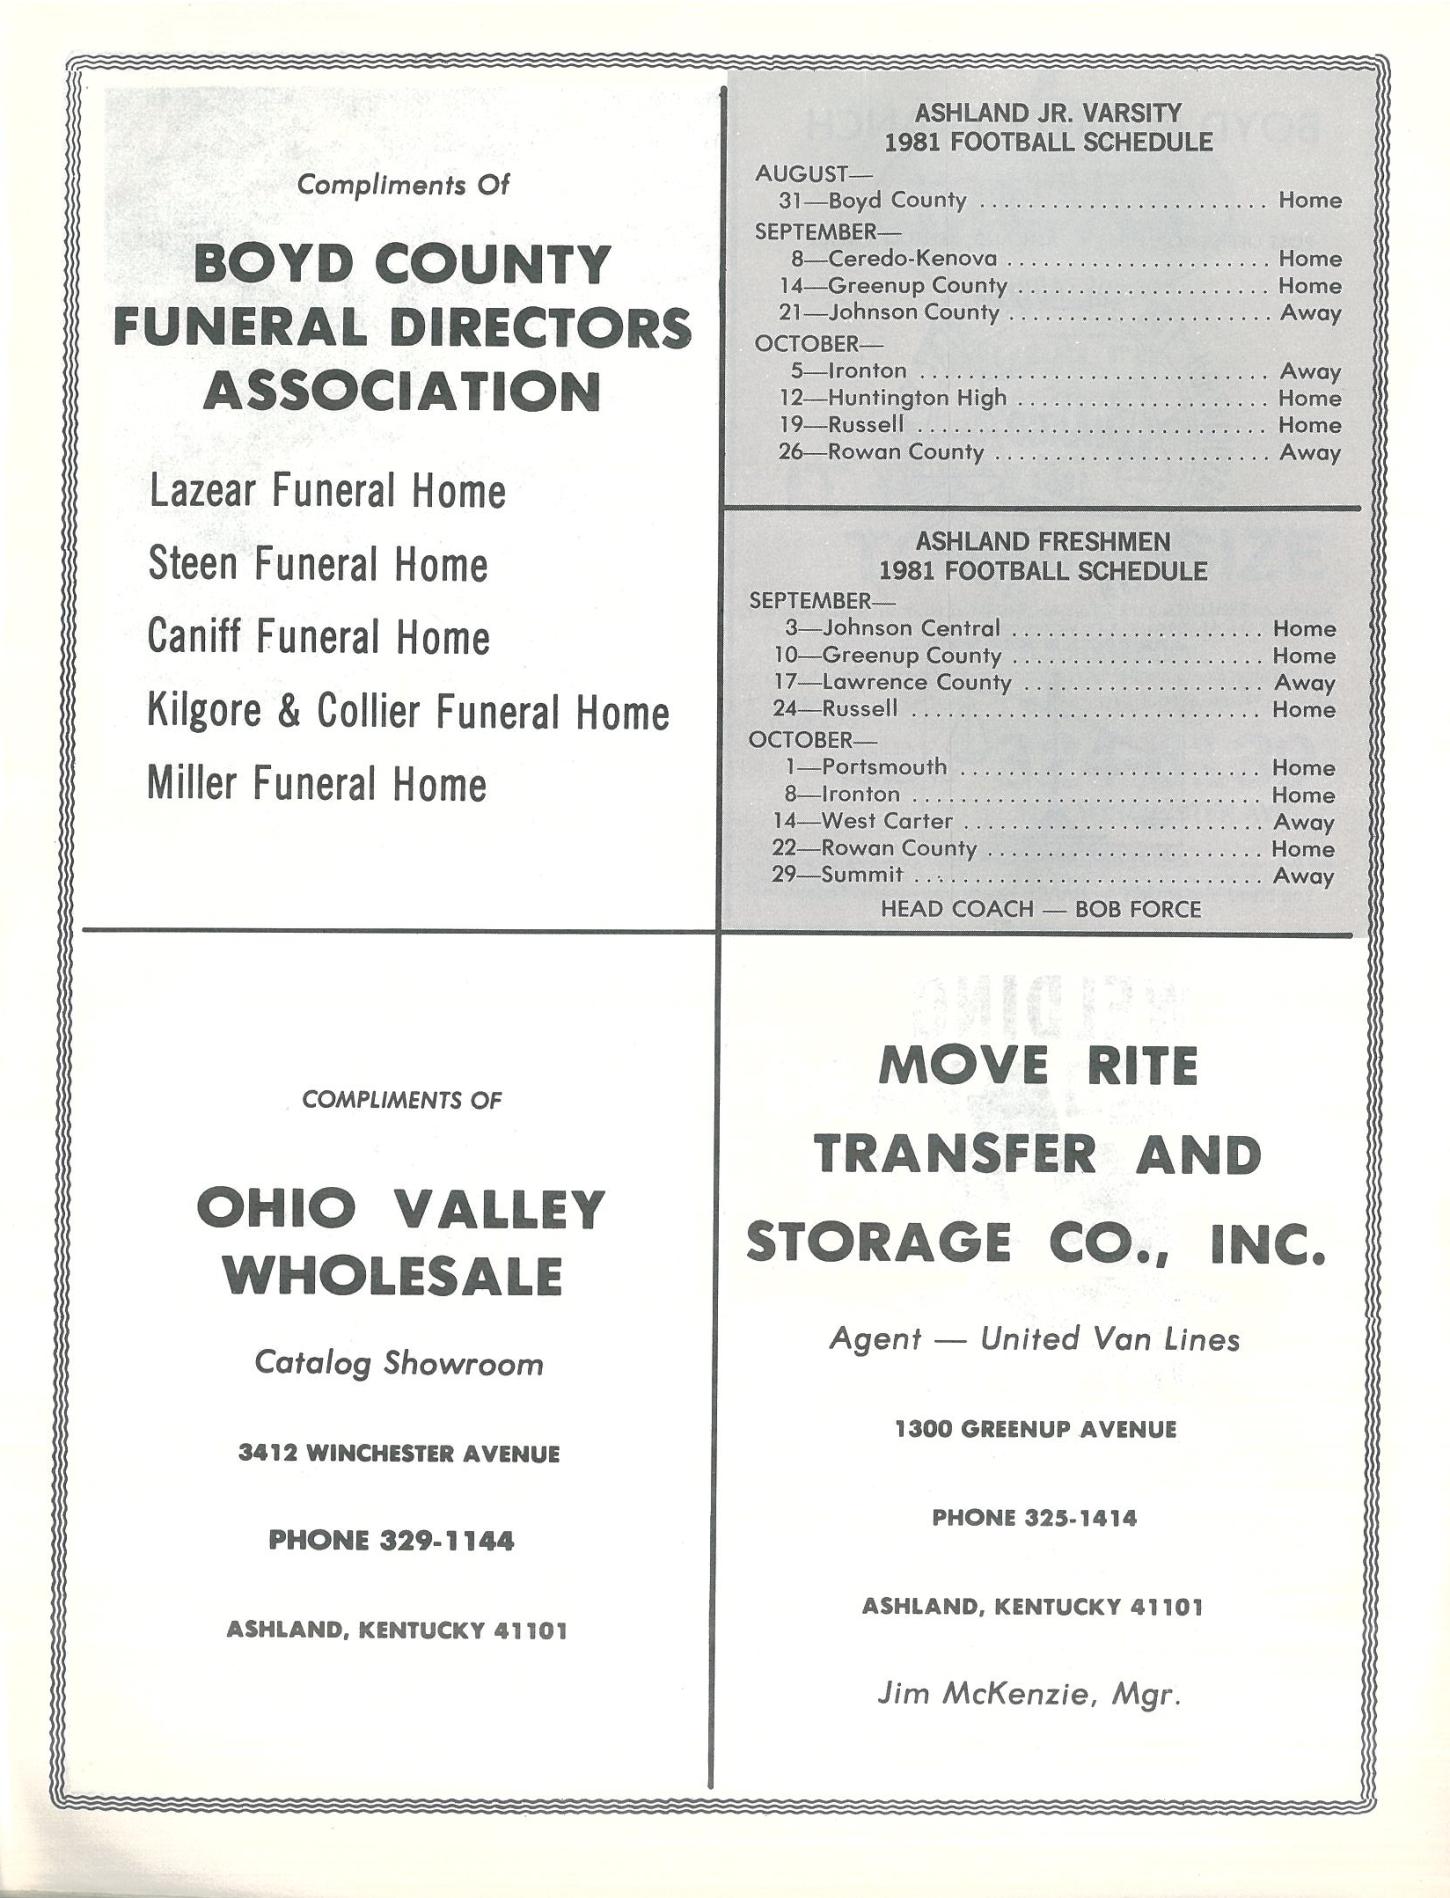 Compliments Of
BOYD COUNTY
FUNERAL DIRECTORS
ASSOCIATION
Lazear Funeral Home
Steen Funeral Home
Caniff Funeral Home
Kilgore & Collier Funeral Home
Miller Funeral Home
ASHLAND JR. VARSITY
1981 FOOTBALL SCHEDULE
AUGUST—
31—Boyd County ........................ Home
SEPTEMBER—
8—Ceredo-Kenova ...................... Home
14—Greenup County ..................... Home
21—Johnson County ...................... Away
OCTOBER—
5—Ironton ............................. Away
12—Huntington High ..................... Home
19—Russell ............................. Home
26—Rowan County ....................... Away
ASHLAND FRESHMEN
1981 FOOTBALL SCHEDULE
SEPTEMBER—
3—Johnson Central ..................... Home
10—Greenup County ..................... Home
17—Lawrence County .................... Away
24—Russell ............................. Home
OCTOBER—
1—Portsmouth ......................... Home
8—Ironton ............................. Home
14—West Carter ......................... Away
22—Rowan County ....................... Home
29—Summit ............................. Away
HEAD COACH — BOB FORCE
COMPLIMENTS OF
OHIO VALLEY
WHOLESALE
Catalog Showroom
3412 WINCHESTER AVENUE
PHONE 329-1144
ASHLAND, KENTUCKY 41101
MOVE RITE
TRANSFER AND
STORAGE CO., INC.
Agent — United Van Lines
1300 GREENUP AVENUE
PHONE 325-1414
ASHLAND, KENTUCKY 41101
Jim McKenzie, Mgr.